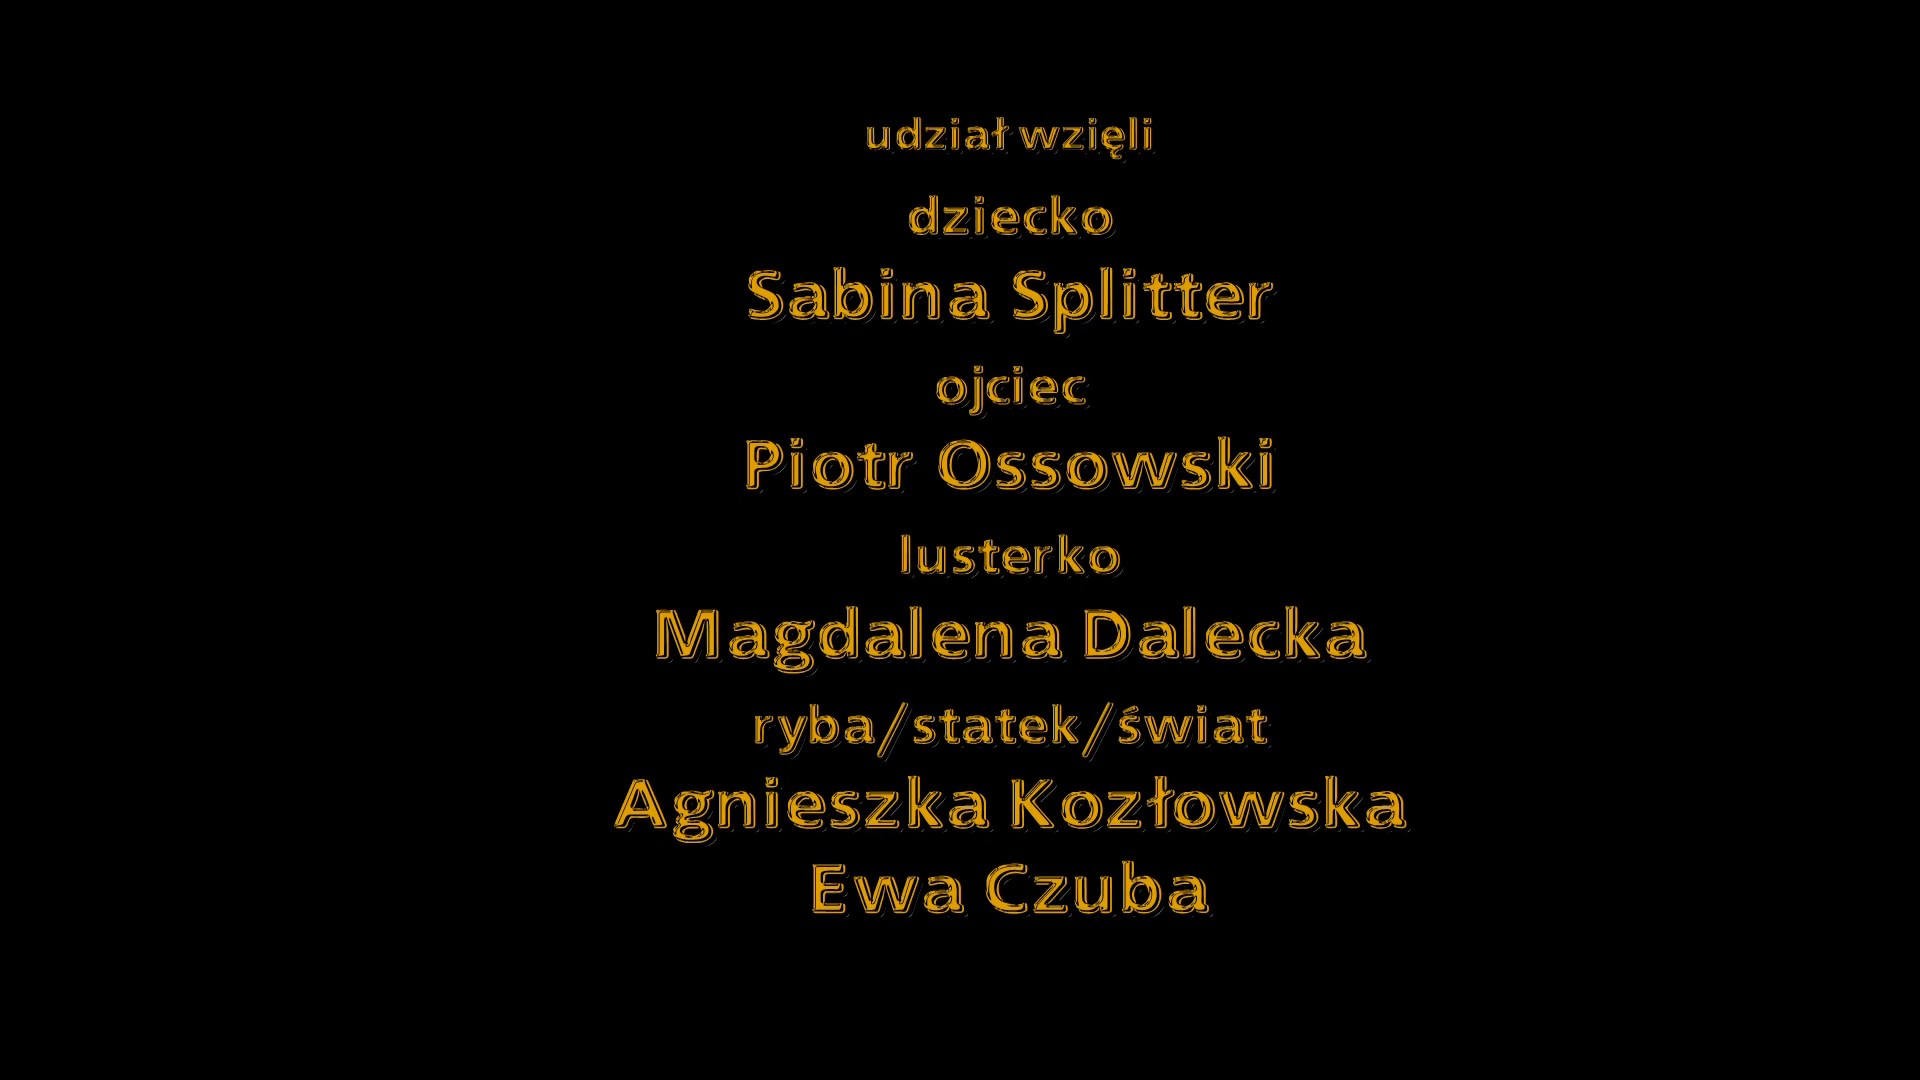 udział wzięli
dziecko
Sabina Splitter
ojciec
Piotr Ossowski
lusterko
Magdalena Dalecka
ryba/statek/świat
Agnieszka Kozłowska
Ewa Czuba